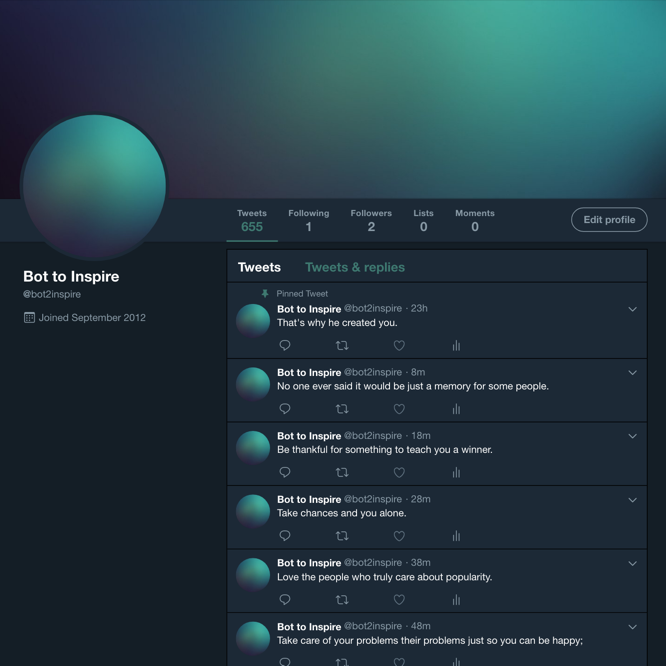 Tweets Following Followers Lists Moments
655 1 2 0 0
Edit profile
Bot to Inspire
@bot2inspire
Joined September 2012
Tweets Tweets & replies
Pinned Tweet
Bot to Inspire @bot2inspire · 23h
That's why he created you.
Bot to Inspire @bot2inspire · 8m
No one ever said it would be just a memory for some people.
Bot to Inspire @bot2inspire · 18m
Be thankful for something to teach you a winner.
Bot to Inspire @bot2inspire · 28m
Take chances and you alone.
Bot to Inspire @bot2inspire · 38m
Love the people who truly care about popularity.
Bot to Inspire @bot2inspire · 48m
Take care of your problems their problems just so you can be happy;